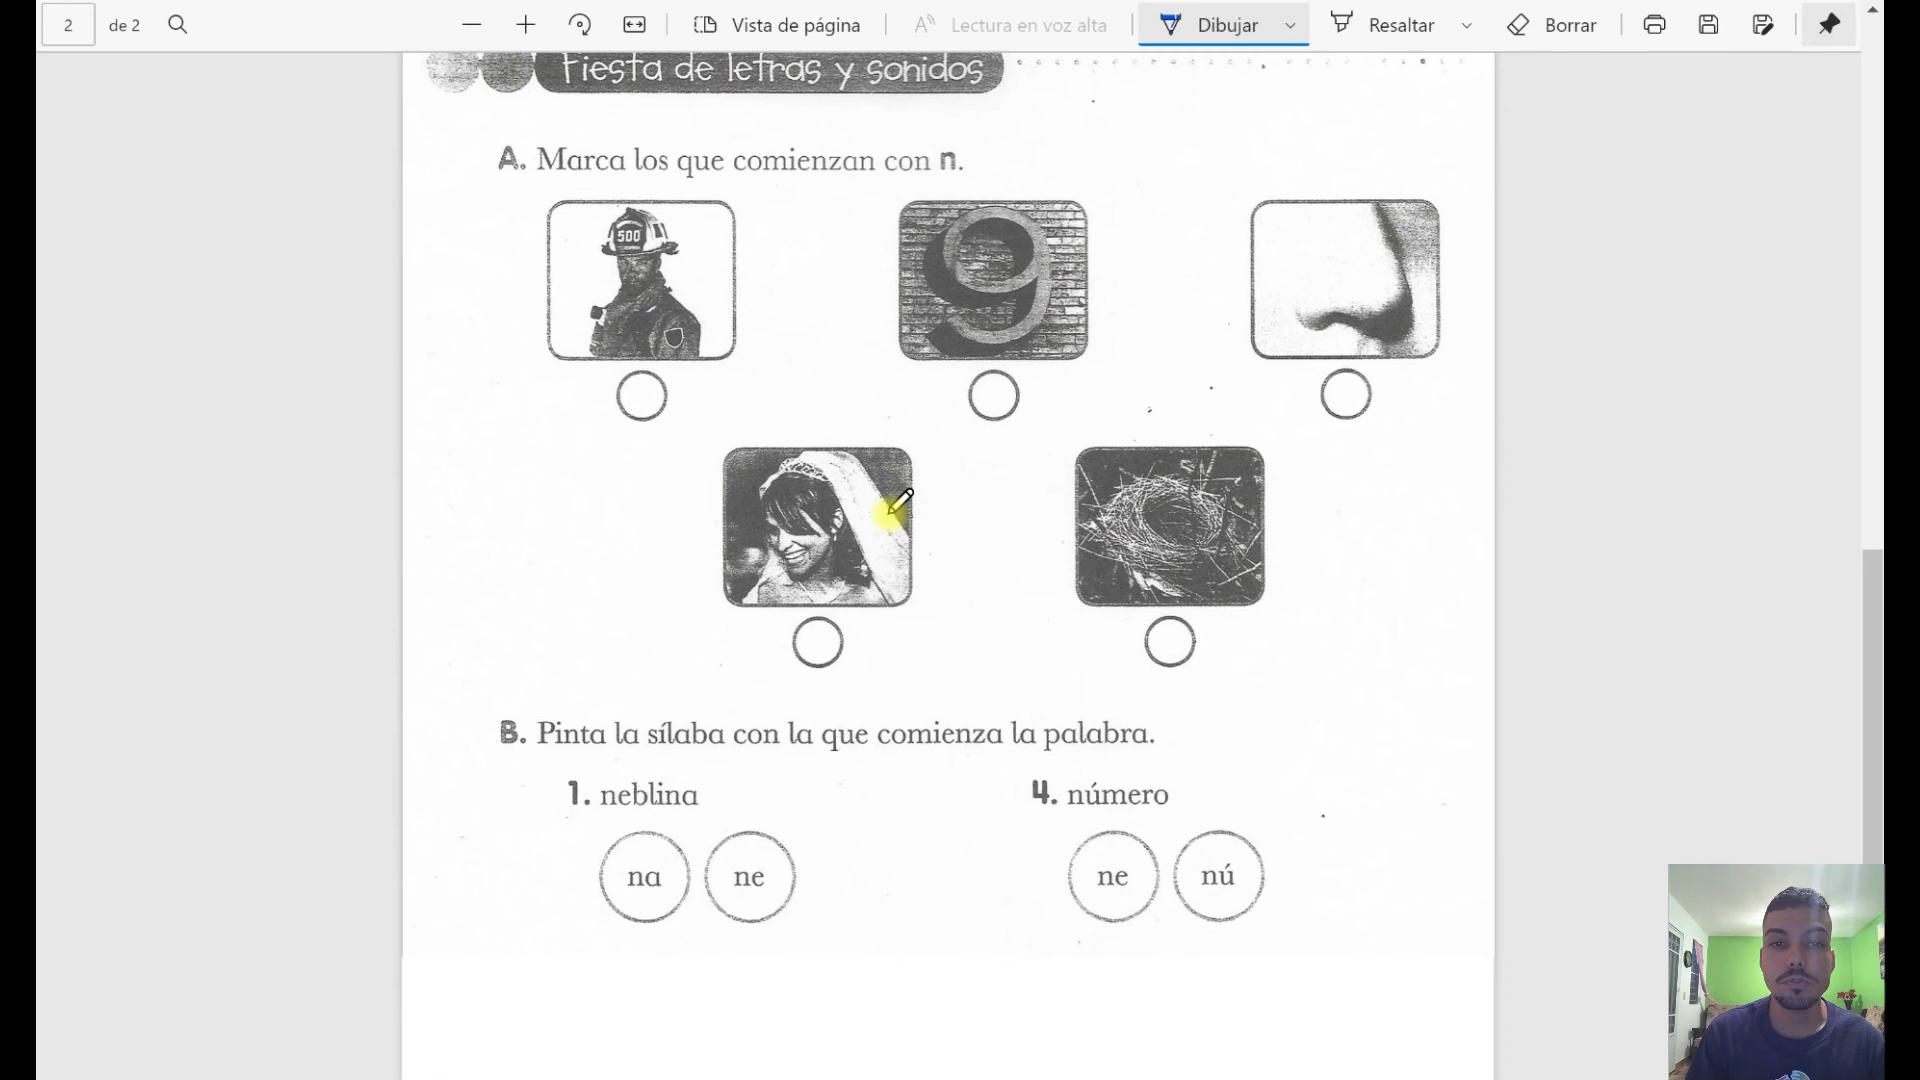 2 de 2 Vista de página Lectura en voz alta Dibujar Resaltar Borrar
Fiesta de letras y sonidos
A. Marca los que comienzan con n.
500
9
B. Pinta la sílaba con la que comienza la palabra.
1. neblina
na ne
4. número
ne nú